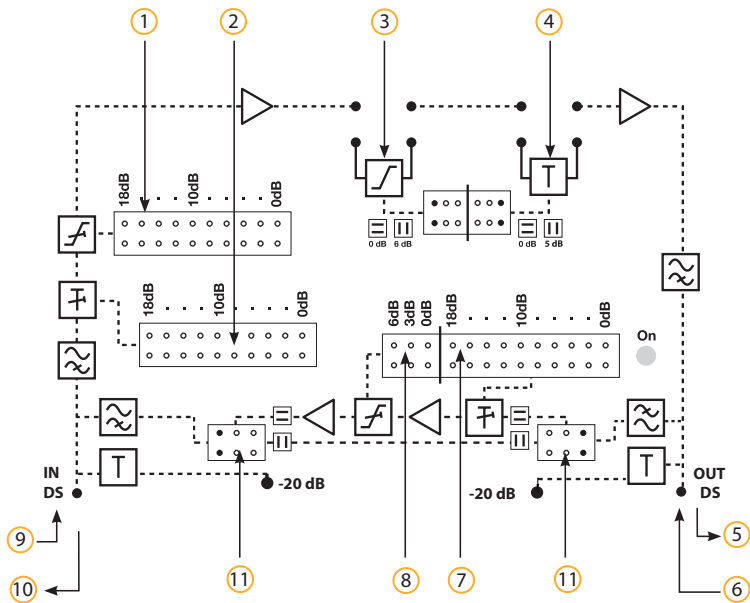 1
2
3
4
18dB . . . . 10dB . . . . 0dB
T
0 dB
6 dB
0 dB
5 dB
18dB . . . . 10dB . . . . 0dB
6dB
3dB
0dB
18dB . . . 10dB . . . . 0dB
On
T
T
IN
DS
-20 dB
-20 dB
OUT
DS
9
10
11
8
7
11
5
6